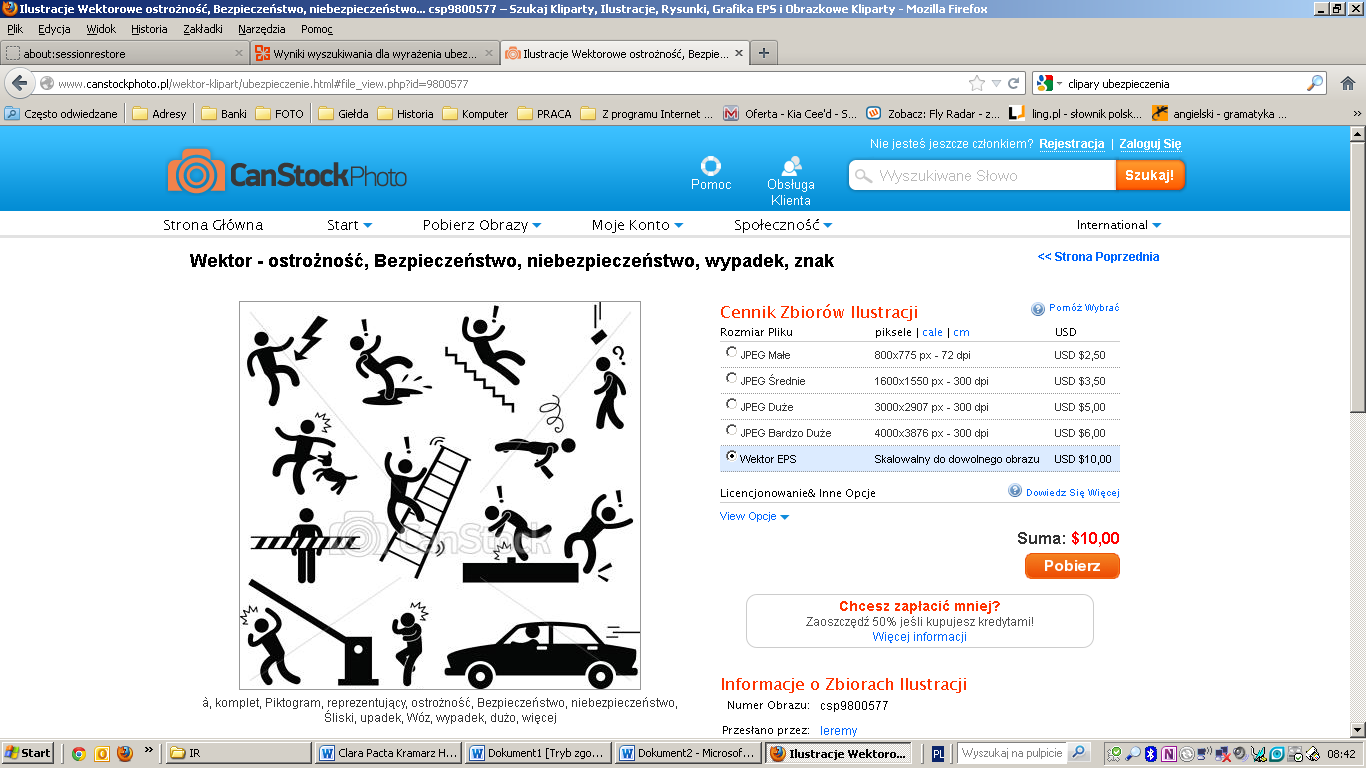 Ilustracje Wektorowe ostrożność, Bezpieczeństwo, niebezpieczeństwo... csp9800577 – Szukaj Kliparty, Ilustracje, Rysunki, Grafika EPS i Obrazkowe Kliparty - Mozilla Firefox
Plik Edycja Widok Historia Zakładki Narzędzia Pomoc
about:sessionrestore Wyniki wyszukiwania dla wyrażenia ubez... Ilustracje Wektorowe ostrożność, Bezpie...
www.canstockphoto.pl/wektor-klipart/ubezpieczenie.html#file_view.php?id=9800577 clipary ubezpieczenia
Często odwiedzane Adresy Banki FOTO Giełda Historia Komputer PRACA Z programu Internet ... Oferta - Kia Cee'd - S... Zobacz: Fly Radar - z... ling.pl - słownik polsk... angielski - gramatyka ... »
Nie jesteś jeszcze członkiem? Rejestracja | Zaloguj Się
CanStockPhoto
Pomoc
Obsługa Klienta
Wyszukiwane Słowo Szukaj!
Strona Główna Start Pobierz Obrazy Moje Konto Społeczność International
Wektor - ostrożność, Bezpieczeństwo, niebezpieczeństwo, wypadek, znak
<< Strona Poprzednia
! ! ! ? ! ! !
CanStock
à, komplet, Piktogram, reprezentujący, ostrożność, Bezpieczeństwo, niebezpieczeństwo,
Śliski, upadek, Wóz, wypadek, dużo, więcej
Cennik Zbiorów Ilustracji Pomóż Wybrać
Rozmiar Pliku piksele | cale | cm USD
JPEG Małe 800x775 px - 72 dpi USD $2,50
JPEG Średnie 1600x1550 px - 300 dpi USD $3,50
JPEG Duże 3000x2907 px - 300 dpi USD $5,00
JPEG Bardzo Duże 4000x3876 px - 300 dpi USD $6,00
Wektor EPS Skalowalny do dowolnego obrazu USD $10,00
Licencjonowanie& Inne Opcje Dowiedz Się Więcej
View Opcje
Suma: $10,00
Pobierz
Chcesz zapłacić mniej?
Zaoszczędź 50% jeśli kupujesz kredytami!
Więcej informacji
Informacje o Zbiorach Ilustracji
Numer Obrazu: csp9800577
Przesłano przez: leremy
Start » IR Clara Pacta Kramarz H... Dokument1 [Tryb zgo... Dokument2 - Microsof... Ilustracje Wektoro... PL Wyszukaj na pulpicie 08:42